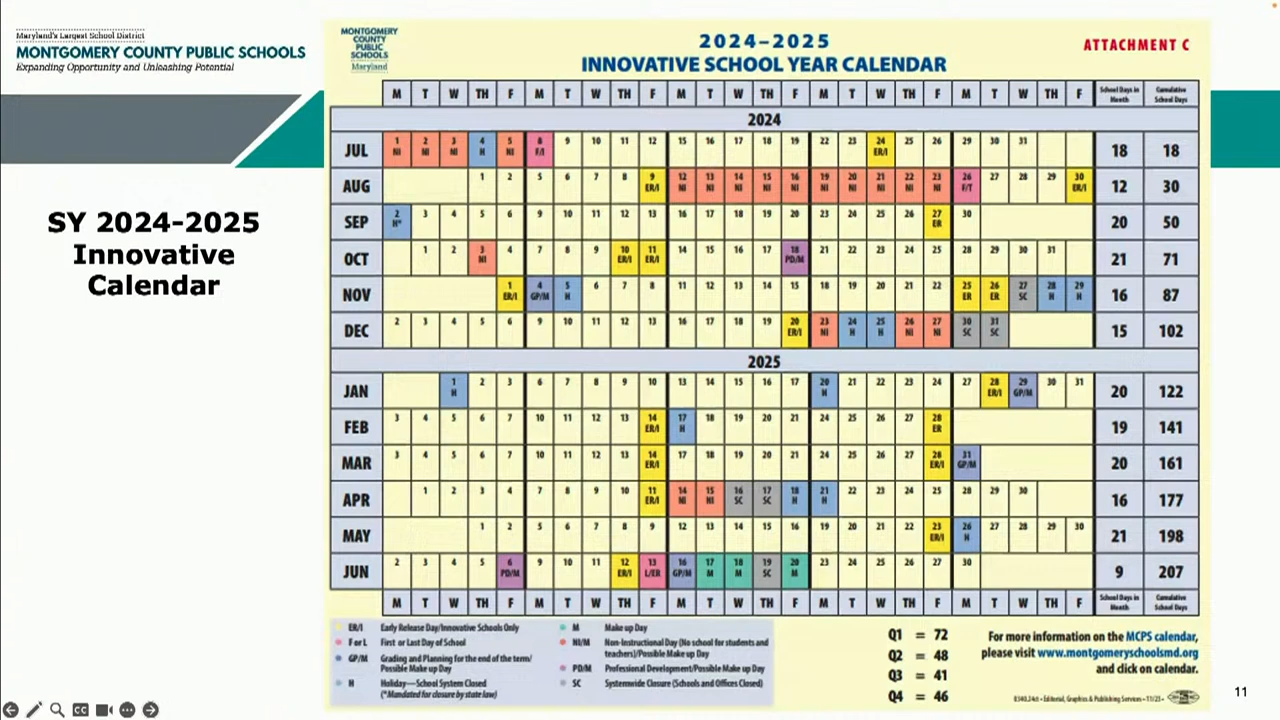 Maryland's Largest School District
MONTGOMERY COUNTY PUBLIC SCHOOLS
Expanding Opportunity and Unleashing Potential
SY 2024-2025
Innovative
Calendar
MONTGOMERY
COUNTY
PUBLIC
SCHOOLS
Maryland
2024–2025
INNOVATIVE SCHOOL YEAR CALENDAR
ATTACHMENT C
M T W TH F M T W TH F M T W TH F M T W TH F M T W TH F School Days in Month Cumulative School Days
2024
JUL 1 NI 2 NI 3 NI 4 H 5 NI 8 F/I 9 10 11 12 15 16 17 18 19 22 23 24 ER/I 25 26 29 30 31 18 18
AUG 1 2 5 6 7 8 9 ER/I 12 NI 13 NI 14 NI 15 NI 16 NI 19 NI 20 NI 21 NI 22 NI 23 NI 26 F/T 27 28 29 30 ER/I 12 30
SEP 2 H* 3 4 5 6 9 10 11 12 13 16 17 18 19 20 23 24 25 26 27 ER 30 20 50
OCT 1 2 3 NI 4 7 8 9 10 ER/I 11 ER/I 14 15 16 17 18 PD/M 21 22 23 24 25 28 29 30 31 21 71
NOV 1 ER/I 4 GP/M 5 H 6 7 8 11 12 13 14 15 18 19 20 21 22 25 ER 26 ER 27 SC 28 H 29 H 16 87
DEC 2 3 4 5 6 9 10 11 12 13 16 17 18 19 20 ER/I 23 NI 24 H 25 H 26 NI 27 NI 30 SC 31 SC 15 102
2025
JAN 1 H 2 3 6 7 8 9 10 13 14 15 16 17 20 H 21 22 23 24 27 28 ER/I 29 GP/M 30 31 20 122
FEB 3 4 5 6 7 10 11 12 13 14 ER/I 17 H 18 19 20 21 24 25 26 27 28 ER 19 141
MAR 3 4 5 6 7 10 11 12 13 14 ER/I 17 18 19 20 21 24 25 26 27 28 ER/I 31 GP/M 20 161
APR 1 2 3 4 7 8 9 10 11 ER/I 14 NI 15 NI 16 SC 17 SC 18 H 21 H 22 23 24 25 28 29 30 16 177
MAY 1 2 5 6 7 8 9 12 13 14 15 16 19 20 21 22 23 ER/I 26 H 27 28 29 30 21 198
JUN 2 3 4 5 6 PD/M 9 10 11 12 ER/I 13 L/ER 16 GP/M 17 M 18 M 19 SC 20 M 23 24 25 26 27 30 9 207
M T W TH F M T W TH F M T W TH F M T W TH F M T W TH F School Days in Month Cumulative School Days
ER/I Early Release Day/Innovative Schools Only
F or L First or Last Day of School
GP/M Grading and Planning for the end of the term/
Possible Make up Day
H Holiday—School System Closed
(*Mandated for closure by state law)
M Make up Day
NI/M Non-Instructional Day (No school for students and
teachers)/Possible Make up Day
PD/M Professional Development/Possible Make up Day
SC Systemwide Closure (Schools and Offices Closed)
Q1 = 72
Q2 = 48
Q3 = 41
Q4 = 46
For more information on the MCPS calendar,
please visit www.montgomeryschoolsmd.org
and click on calendar.
Editorial, Graphics & Publishing Services
11